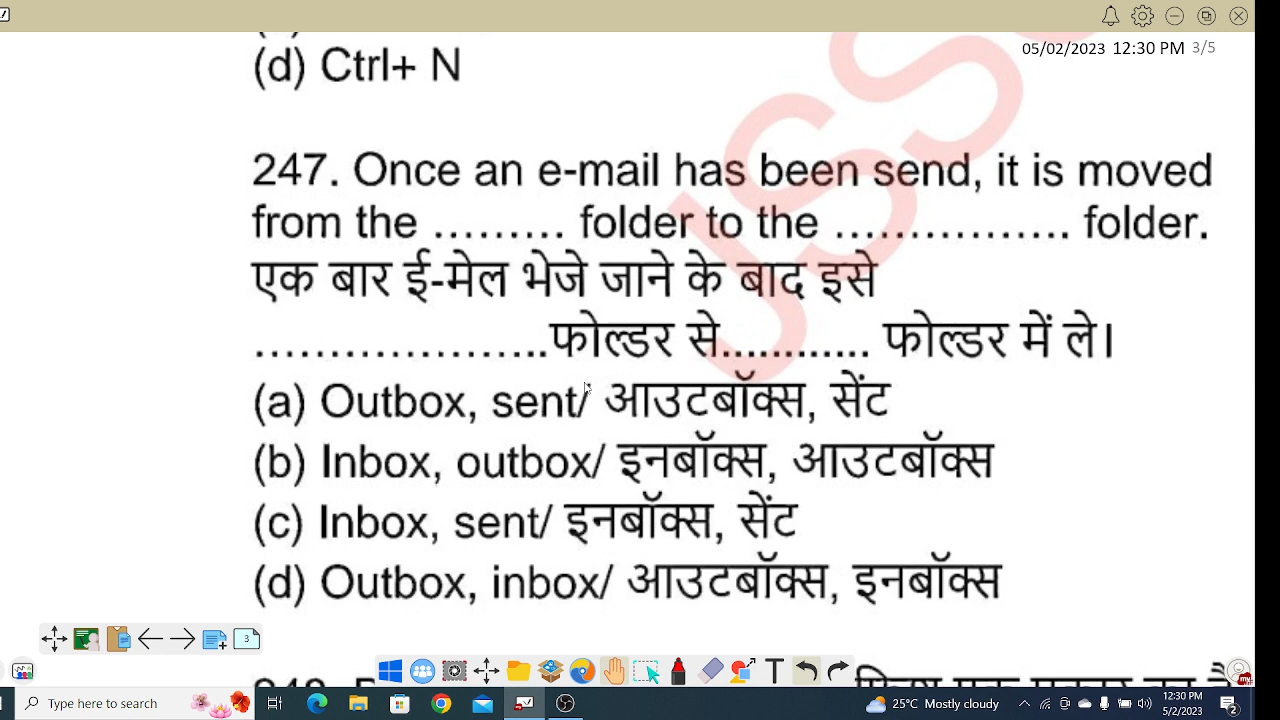 05/02/2023 12:30 PM 3/5
(d) Ctrl+ N
247. Once an e-mail has been send, it is moved
from the ......... folder to the ................ folder.
एक बार ई-मेल भेजे जाने के बाद इसे
....................फोल्डर से............ फोल्डर में ले।
(a) Outbox, sent/ आउटबॉक्स, सेंट
(b) Inbox, outbox/ इनबॉक्स, आउटबॉक्स
(c) Inbox, sent/ इनबॉक्स, सेंट
(d) Outbox, inbox/ आउटबॉक्स, इनबॉक्स
3
Type here to search
25°C Mostly cloudy
12:30 PM
5/2/2023
2